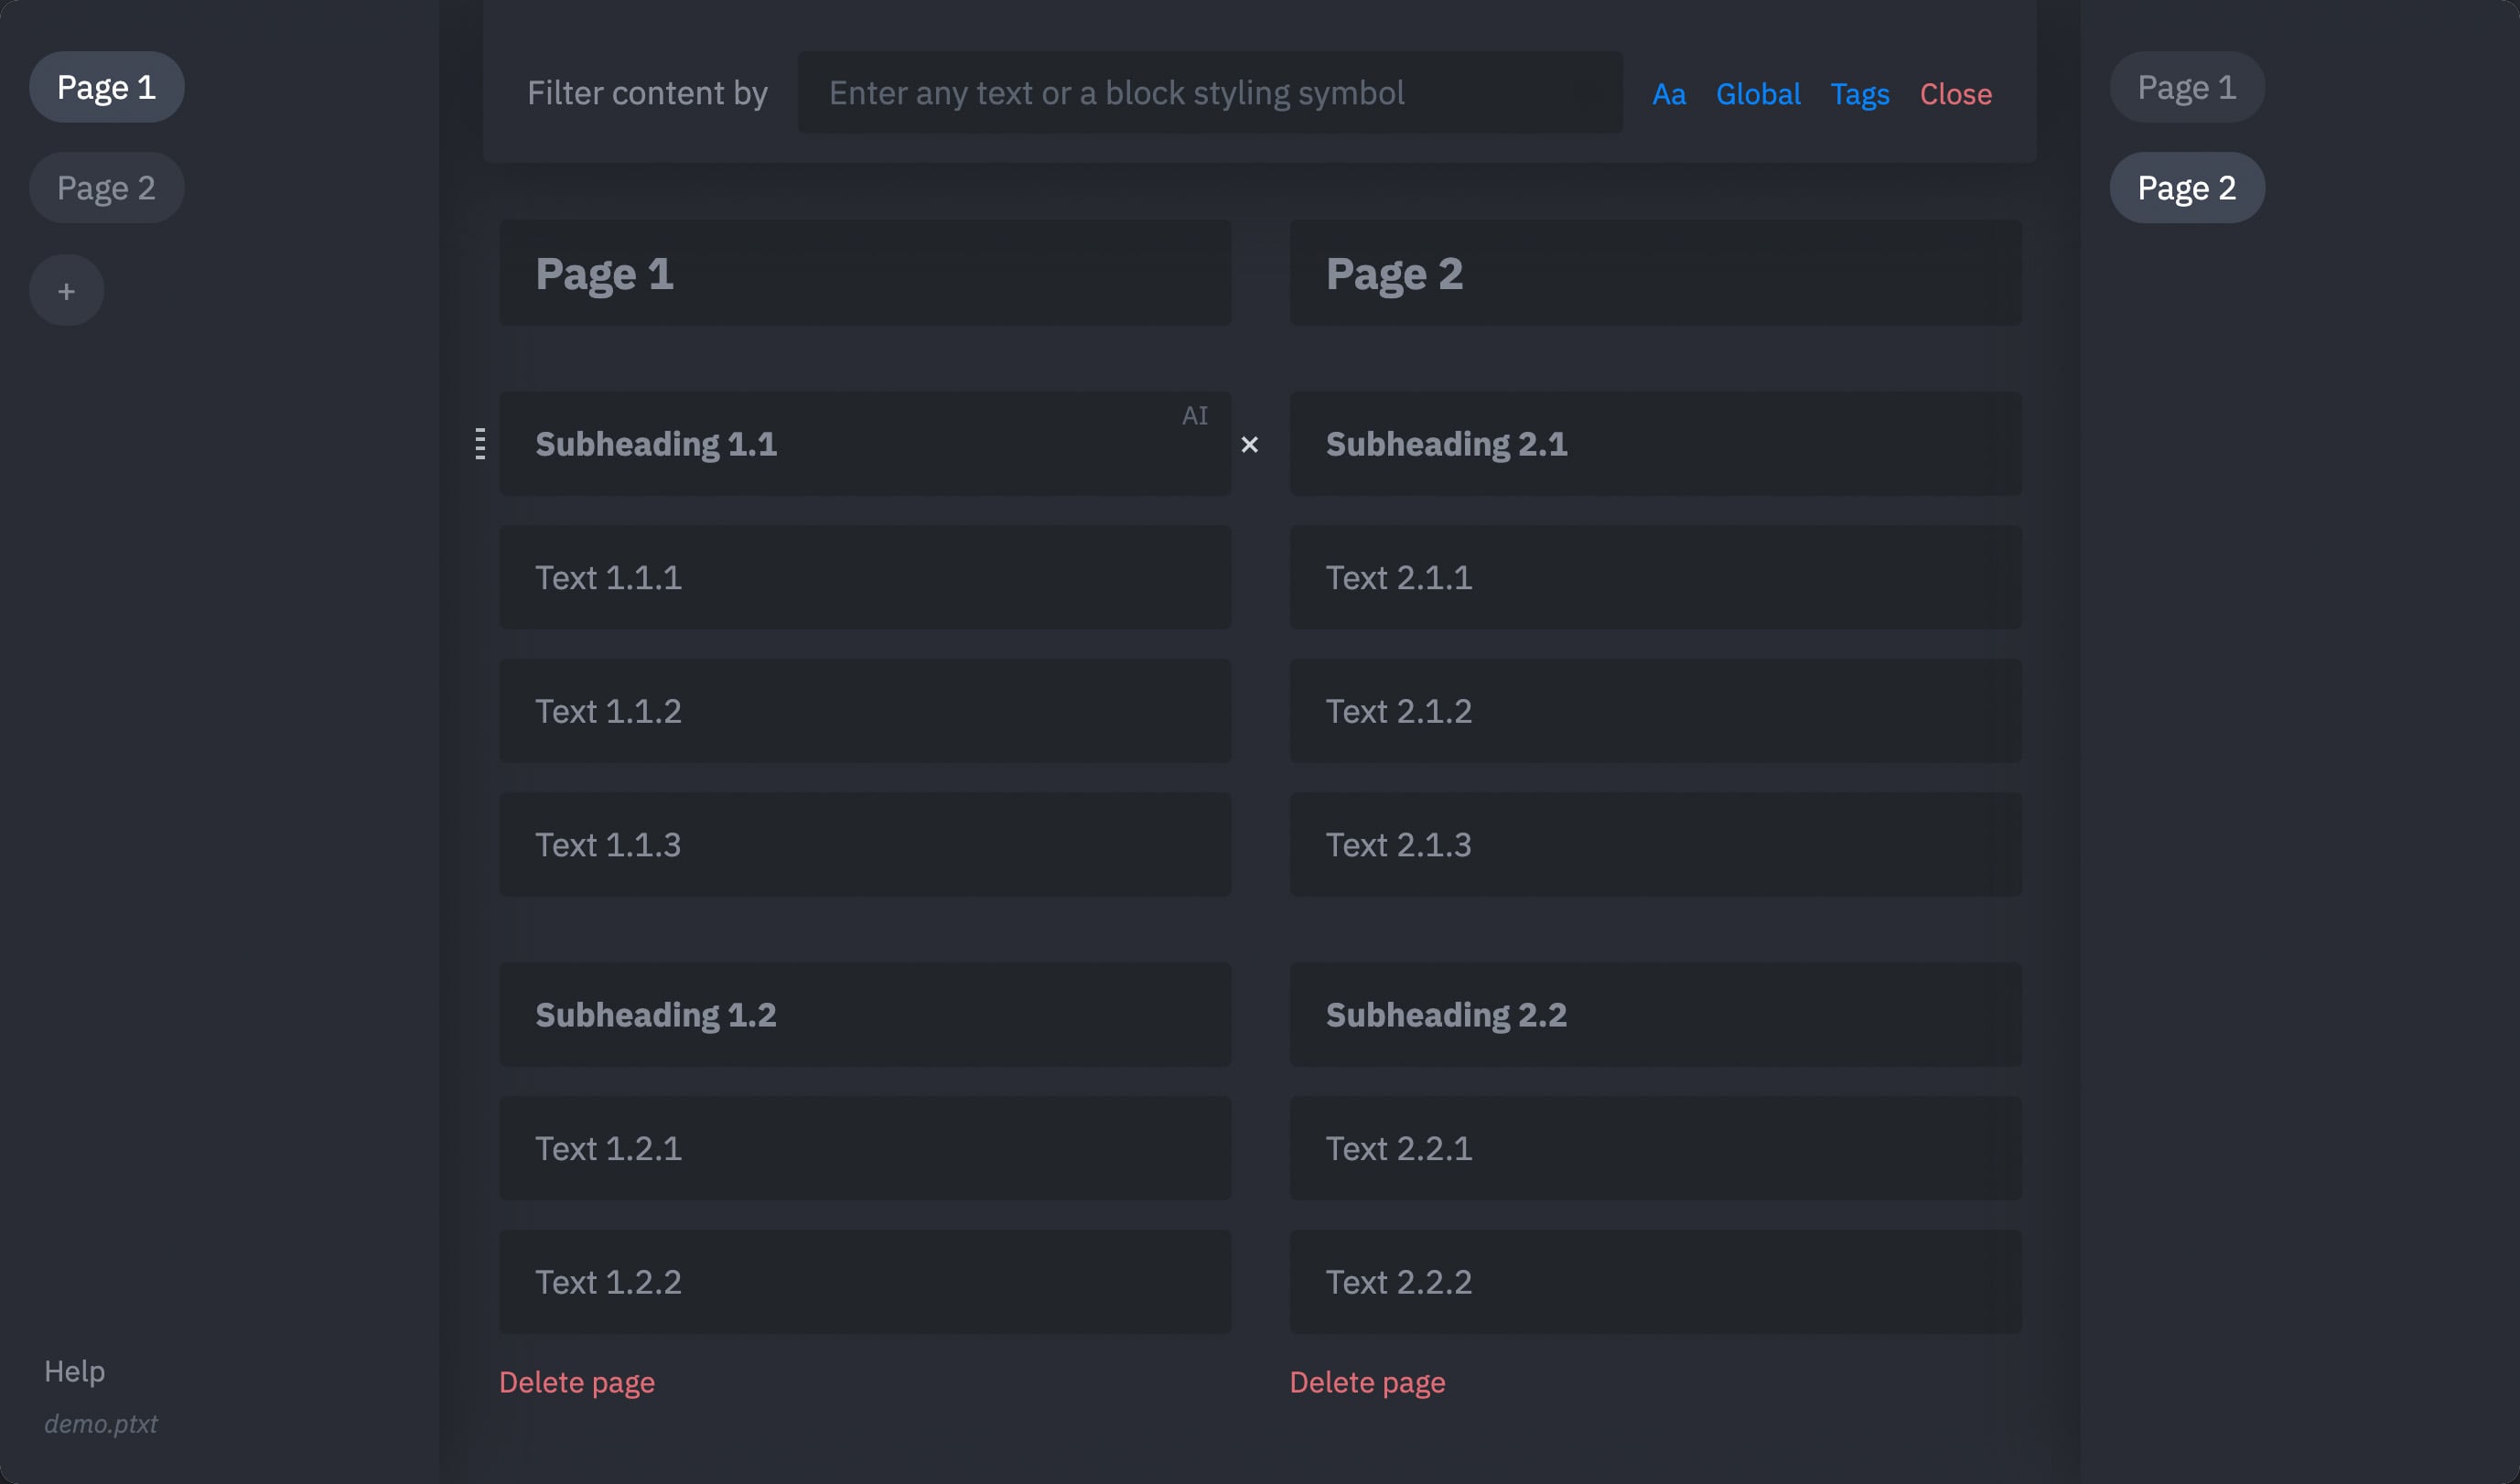 Page 1
Page 2
+
Help
demo.ptxt
Filter content by Enter any text or a block styling symbol Aa Global Tags Close
Page 1
Subheading 1.1 AI ×
Text 1.1.1
Text 1.1.2
Text 1.1.3
Subheading 1.2
Text 1.2.1
Text 1.2.2
Delete page
Page 2
Subheading 2.1
Text 2.1.1
Text 2.1.2
Text 2.1.3
Subheading 2.2
Text 2.2.1
Text 2.2.2
Delete page
Page 1
Page 2